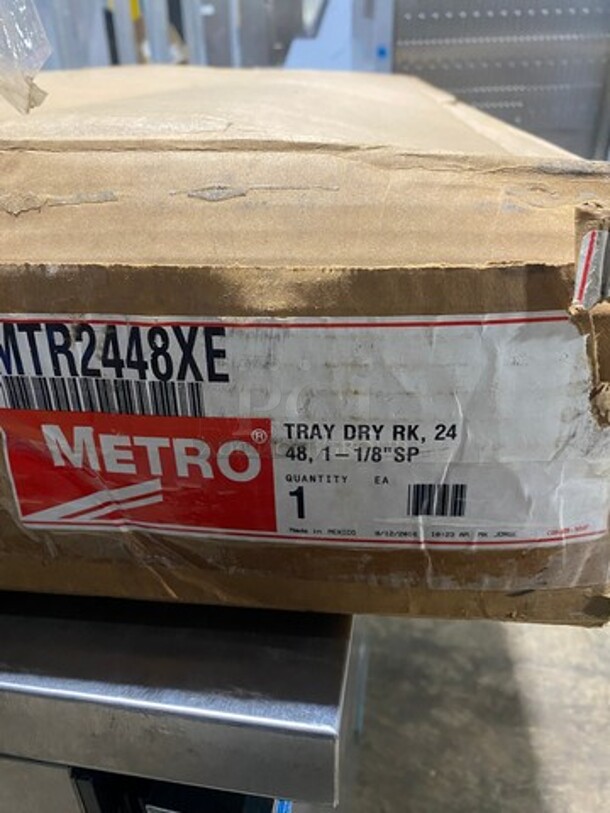 MTR2448XE
METRO®
TRAY DRY RK, 24
48, 1-1/8"SP
QUANTITY EA
1
Made in MEXICO